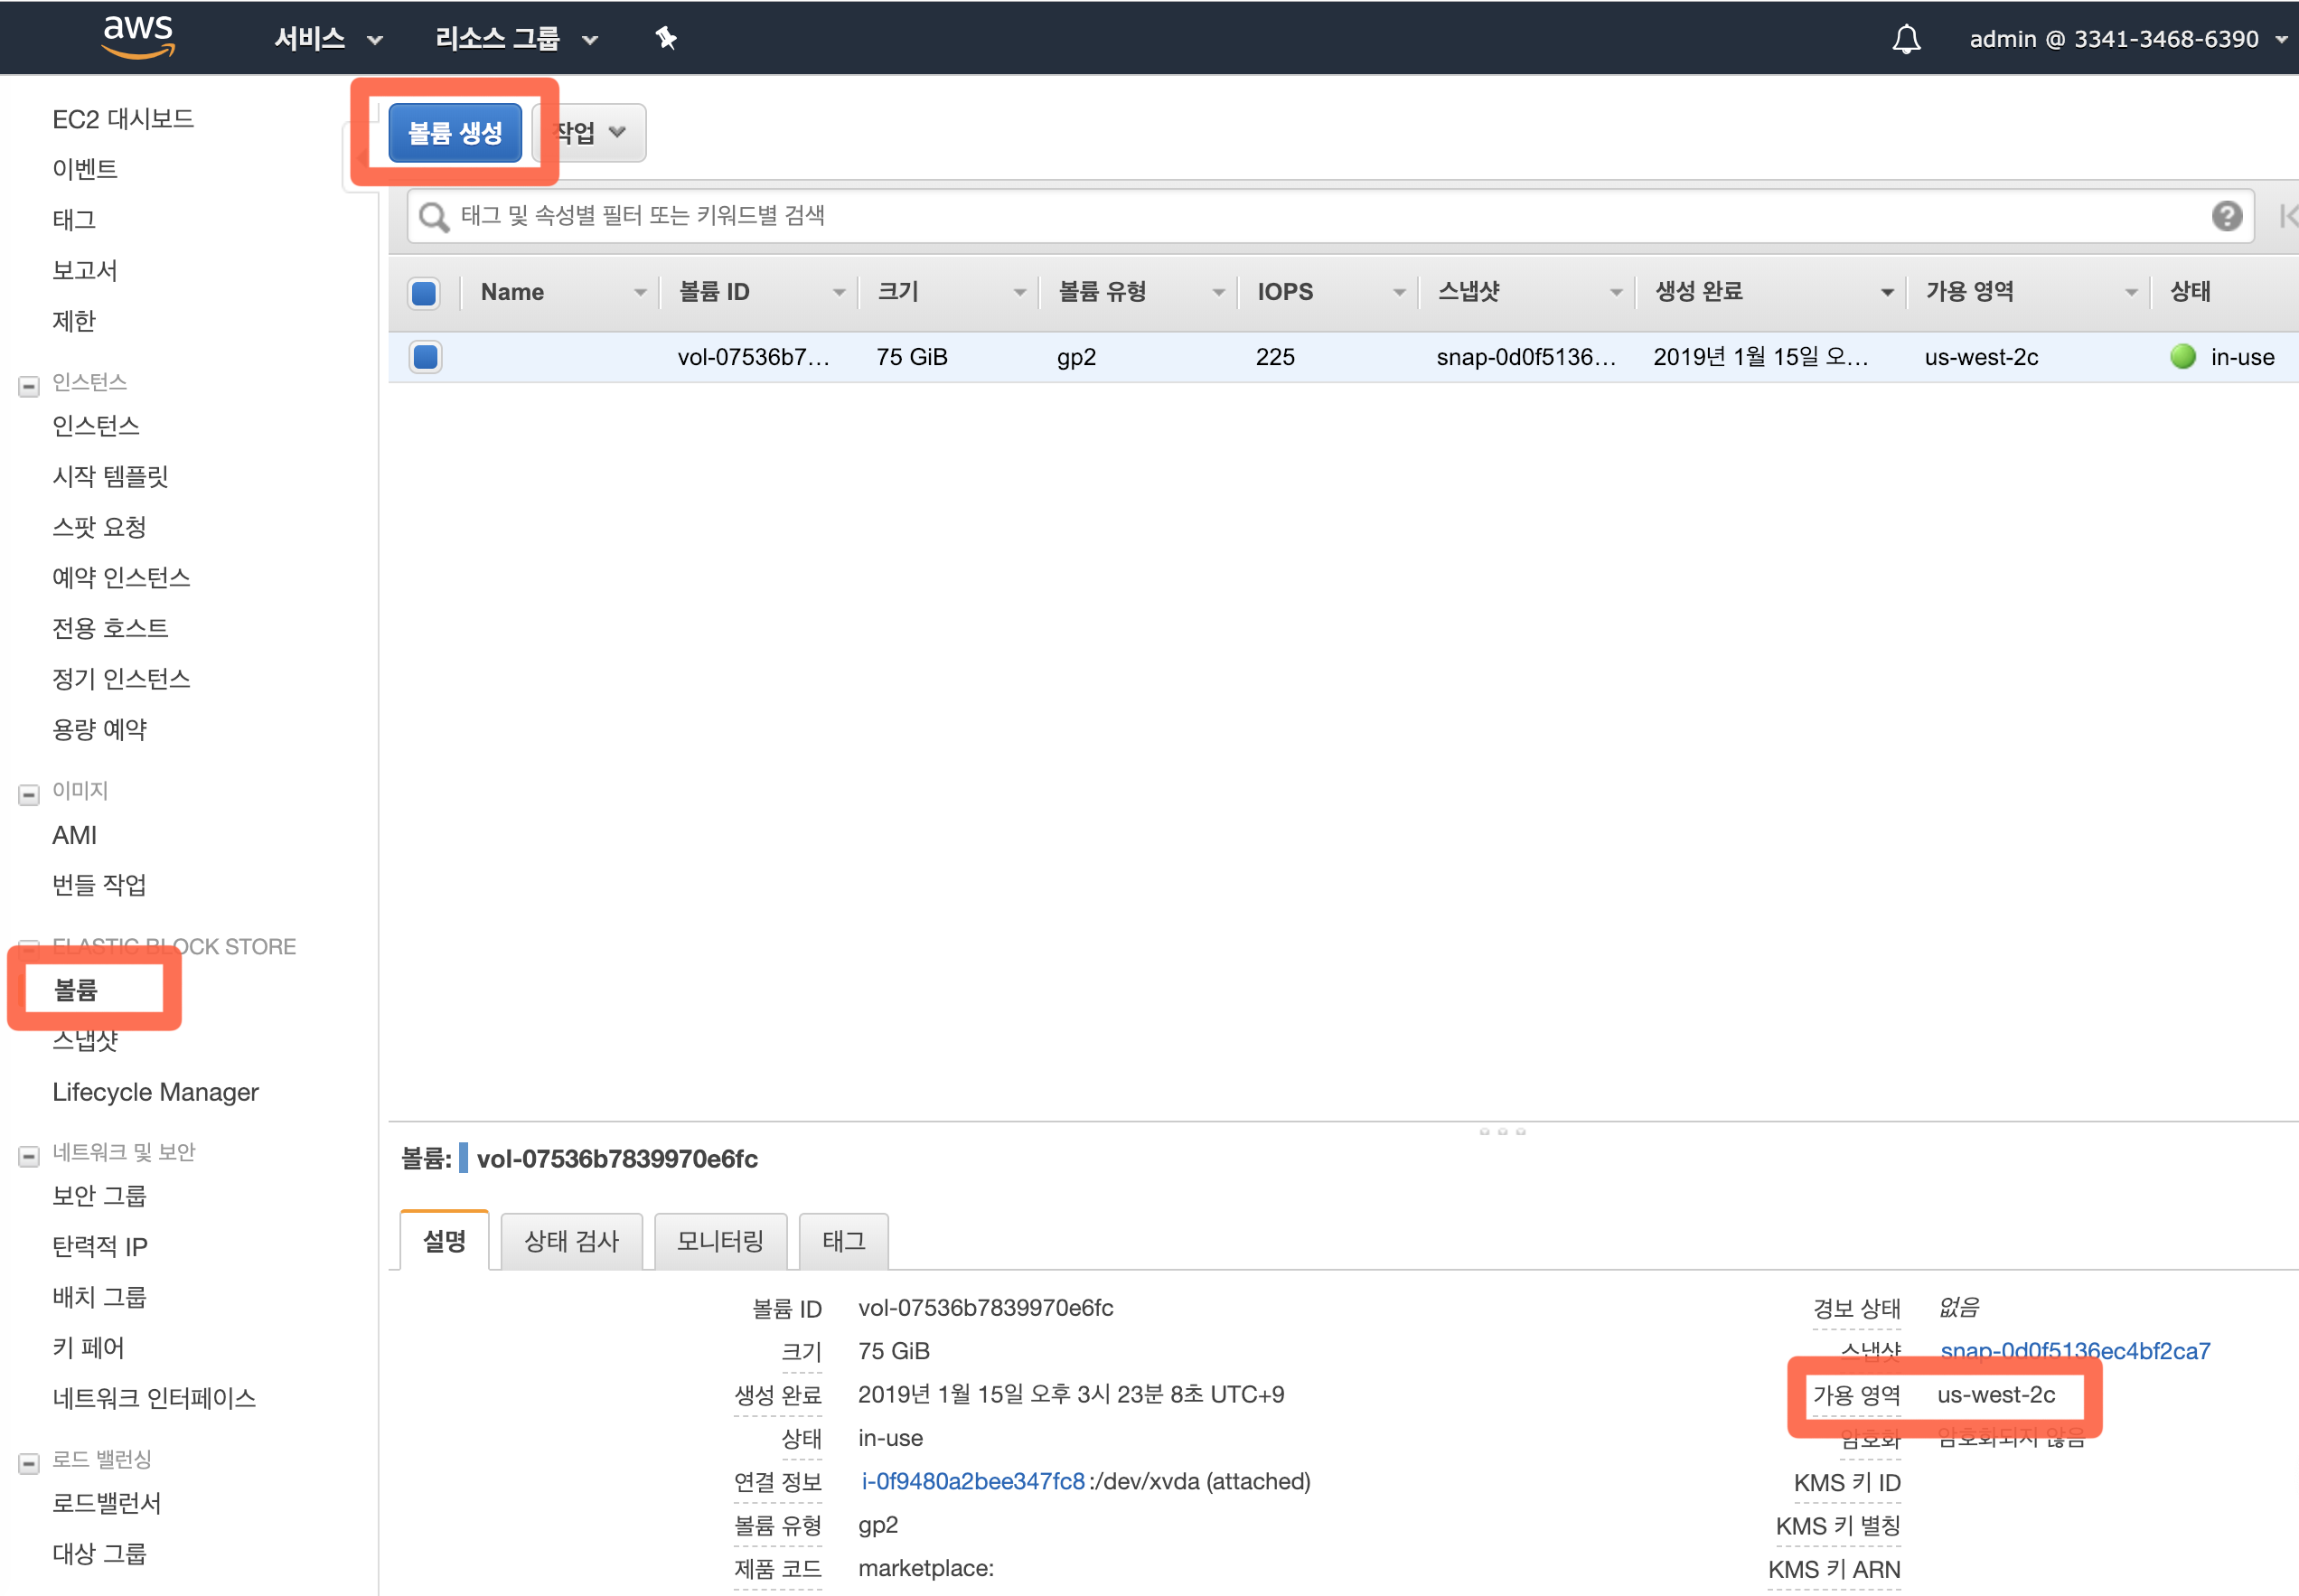 aws 서비스 리소스 그룹 admin @ 3341-3468-6390
EC2 대시보드
이벤트
태그
보고서
제한
인스턴스
인스턴스
시작 템플릿
스팟 요청
예약 인스턴스
전용 호스트
정기 인스턴스
용량 예약
이미지
AMI
번들 작업
ELASTIC BLOCK STORE
볼륨
스냅샷
Lifecycle Manager
네트워크 및 보안
보안 그룹
탄력적 IP
배치 그룹
키 페어
네트워크 인터페이스
로드 밸런싱
로드밸런서
대상 그룹
볼륨 생성 작업
태그 및 속성별 필터 또는 키워드별 검색
Name 볼륨 ID 크기 볼륨 유형 IOPS 스냅샷 생성 완료 가용 영역 상태
vol-07536b7... 75 GiB gp2 225 snap-0d0f5136... 2019년 1월 15일 오... us-west-2c in-use
볼륨: vol-07536b7839970e6fc
설명 상태 검사 모니터링 태그
볼륨 ID vol-07536b7839970e6fc
크기 75 GiB
생성 완료 2019년 1월 15일 오후 3시 23분 8초 UTC+9
상태 in-use
연결 정보 i-0f9480a2bee347fc8:/dev/xvda (attached)
볼륨 유형 gp2
제품 코드 marketplace:
경보 상태 없음
스냅샷 snap-0d0f5136ec4bf2ca7
가용 영역 us-west-2c
암호화 암호화되지 않음
KMS 키 ID
KMS 키 별칭
KMS 키 ARN